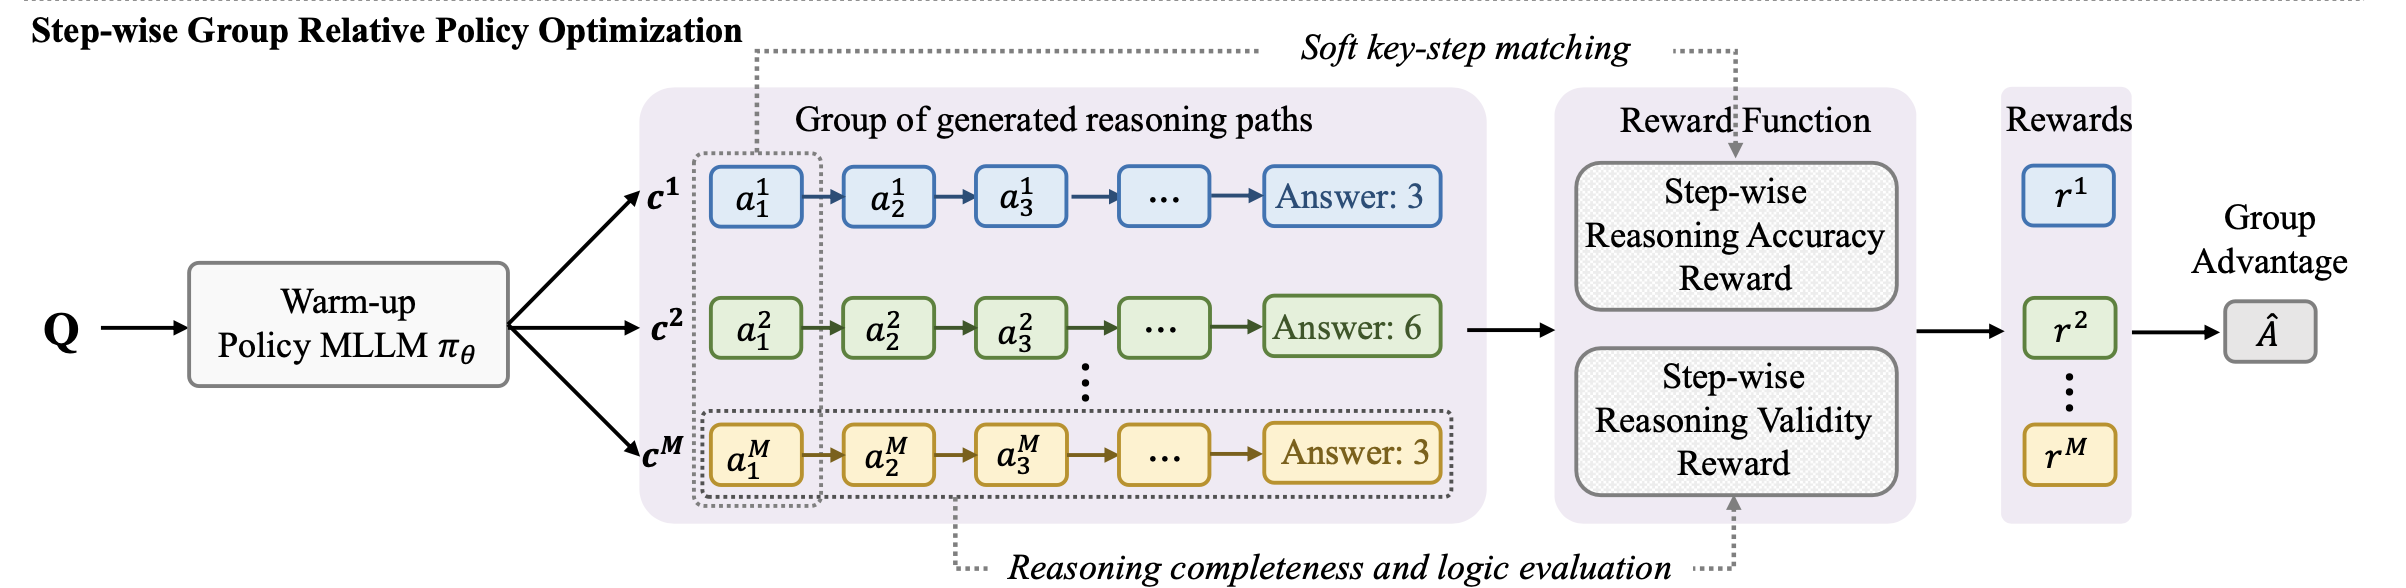 Step-wise Group Relative Policy Optimization
Soft key-step matching
Group of generated reasoning paths
Reward Function
Rewards
Q
Warm-up
Policy MLLM π_θ
c^1
a_1^1
a_2^1
a_3^1
...
Answer: 3
c^2
a_1^2
a_2^2
a_3^2
...
Answer: 6
⋮
c^M
a_1^M
a_2^M
a_3^M
...
Answer: 3
Step-wise
Reasoning Accuracy
Reward
Step-wise
Reasoning Validity
Reward
r^1
r^2
⋮
r^M
Group
Advantage
Â
Reasoning completeness and logic evaluation